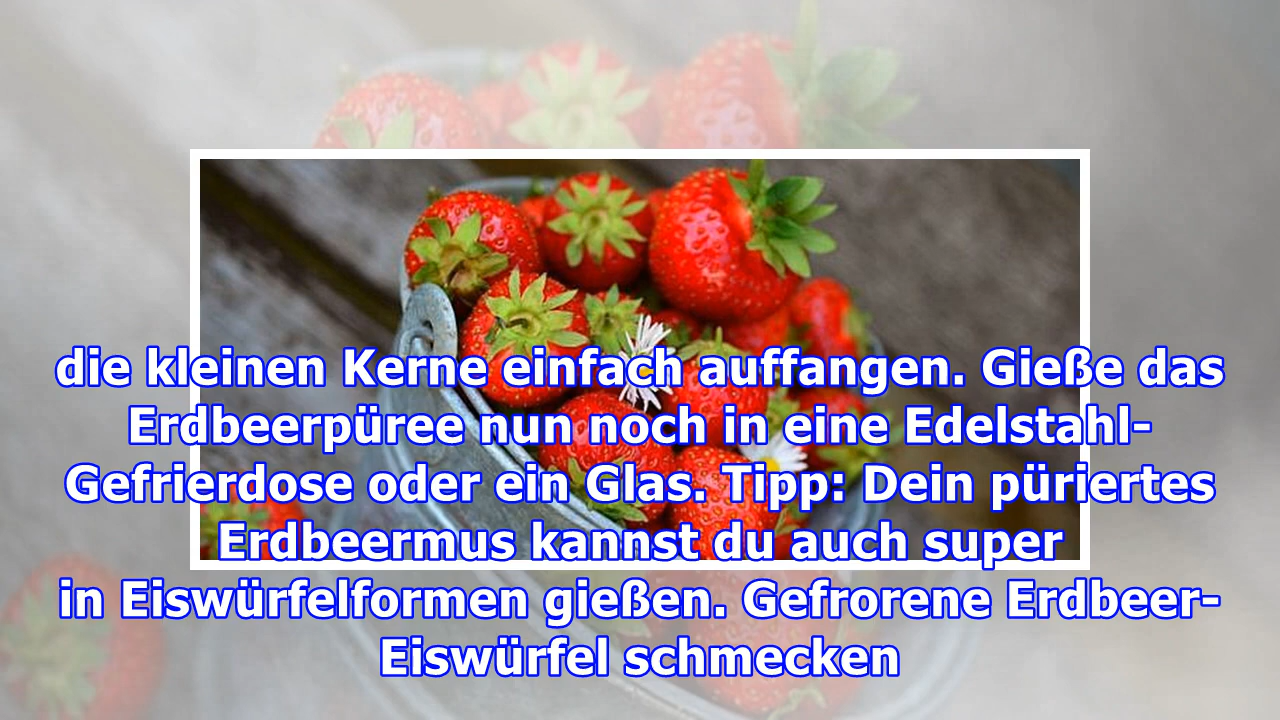 die kleinen Kerne einfach auffangen. Gieße das
Erdbeerpüree nun noch in eine Edelstahl-
Gefrierdose oder ein Glas. Tipp: Dein püriertes
Erdbeermus kannst du auch super
in Eiswürfelformen gießen. Gefrorene Erdbeer-
Eiswürfel schmecken